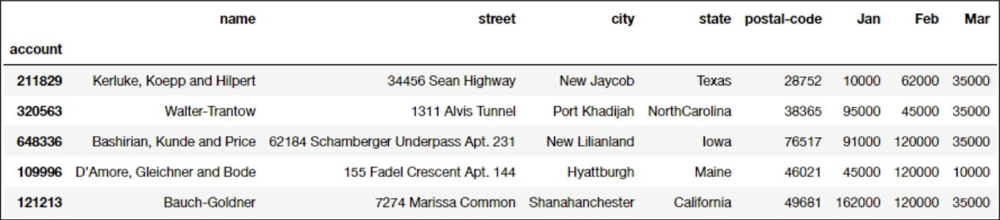 name street city state postal-code Jan Feb Mar
account
211829 Kerluke, Koepp and Hilpert 34456 Sean Highway New Jaycob Texas 28752 10000 62000 35000
320563 Walter-Trantow 1311 Alvis Tunnel Port Khadijah NorthCarolina 38365 95000 45000 35000
648336 Bashirian, Kunde and Price 62184 Schamberger Underpass Apt. 231 New Lilianland Iowa 76517 91000 120000 35000
109996 D'Amore, Gleichner and Bode 155 Fadel Crescent Apt. 144 Hyattburgh Maine 46021 45000 120000 10000
121213 Bauch-Goldner 7274 Marissa Common Shanahanchester California 49681 162000 120000 35000